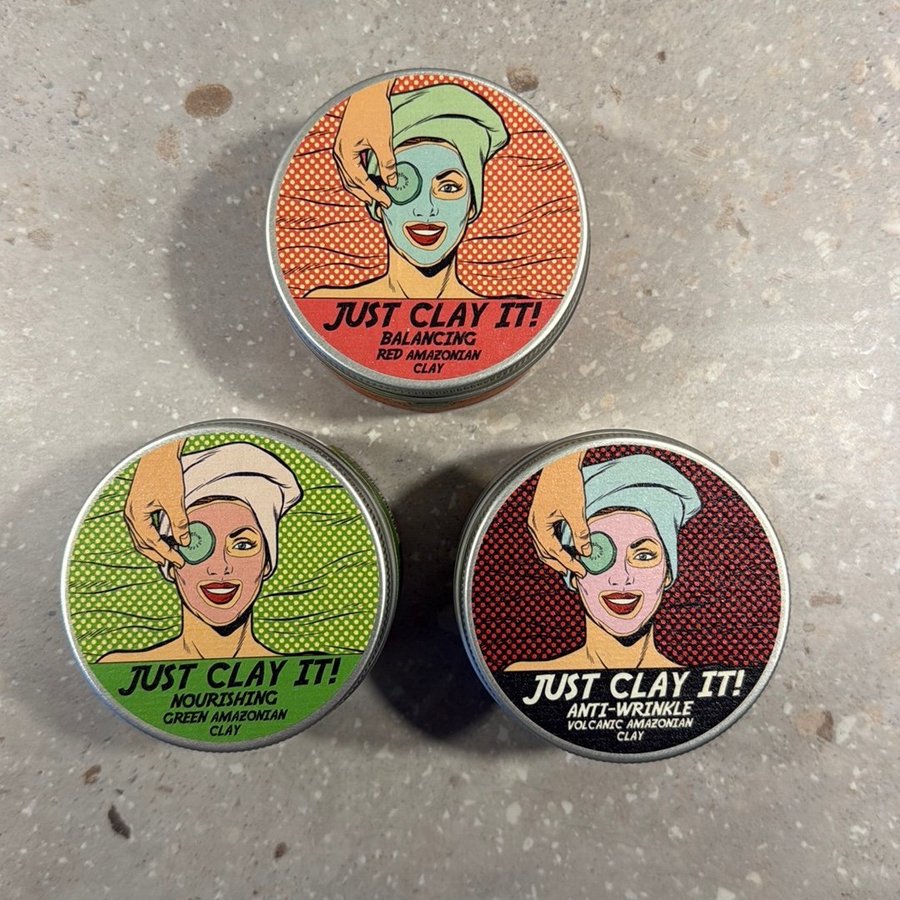 JUST CLAY IT!
BALANCING
RED AMAZONIAN
CLAY
JUST CLAY IT!
NOURISHING
GREEN AMAZONIAN
CLAY
JUST CLAY IT!
ANTI-WRINKLE
VOLCANIC AMAZONIAN
CLAY